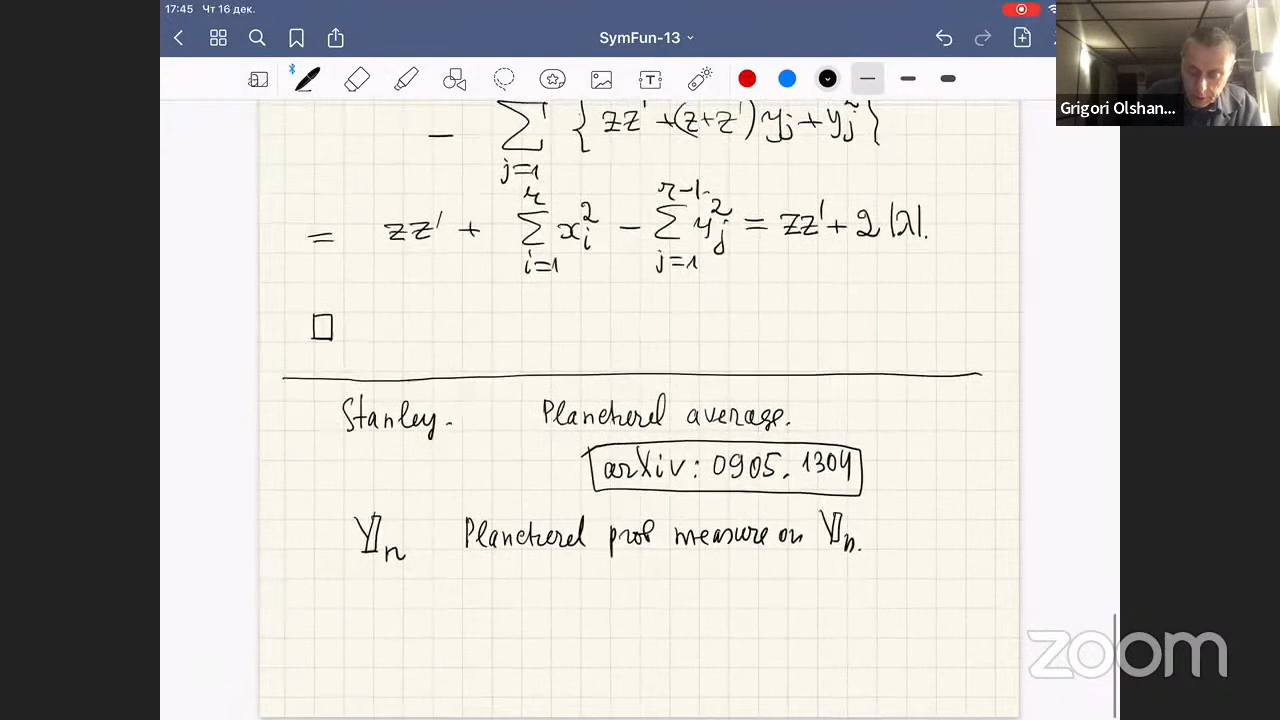 17:45 Чт 16 дек.
SymFun-13
Grigori Olshan...
− ∑ { zz' + (z+z') y_j + y_j^2 }
j=1
= zz' + ∑_{i=1}^{r} x_i^2 − ∑_{j=1}^{r-1} y_j^2 = zz' + 2|λ|.
□
Stanley. Plancherel average.
arXiv: 0905.1304
𝕐_n Plancherel prob measure on 𝕐_n.
zoom